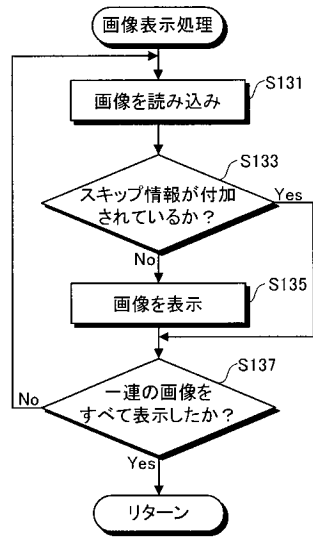 画像表示処理
S131
画像を読み込み
S133
スキップ情報が付加
されているか？
Yes
No
S135
画像を表示
S137
一連の画像を
すべて表示したか？
No
Yes
リターン